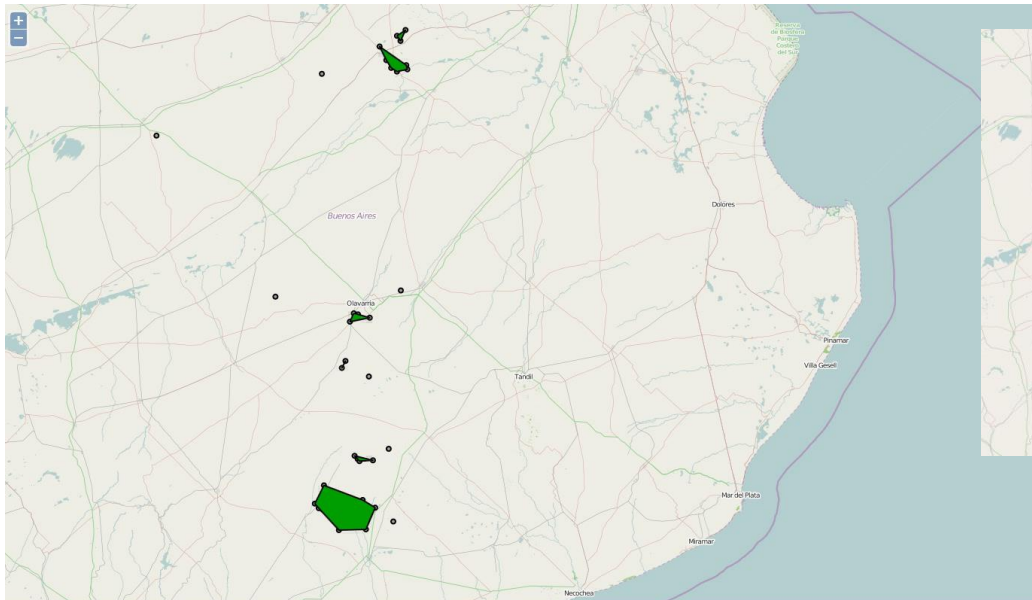 +
−
Reserva
de Biosfera
Parque
Costero
del Sur
Dolores
Buenos Aires
Olavarria
Pinamar
Villa Gesell
Tandil
Mar del Plata
Miramar
Necochea